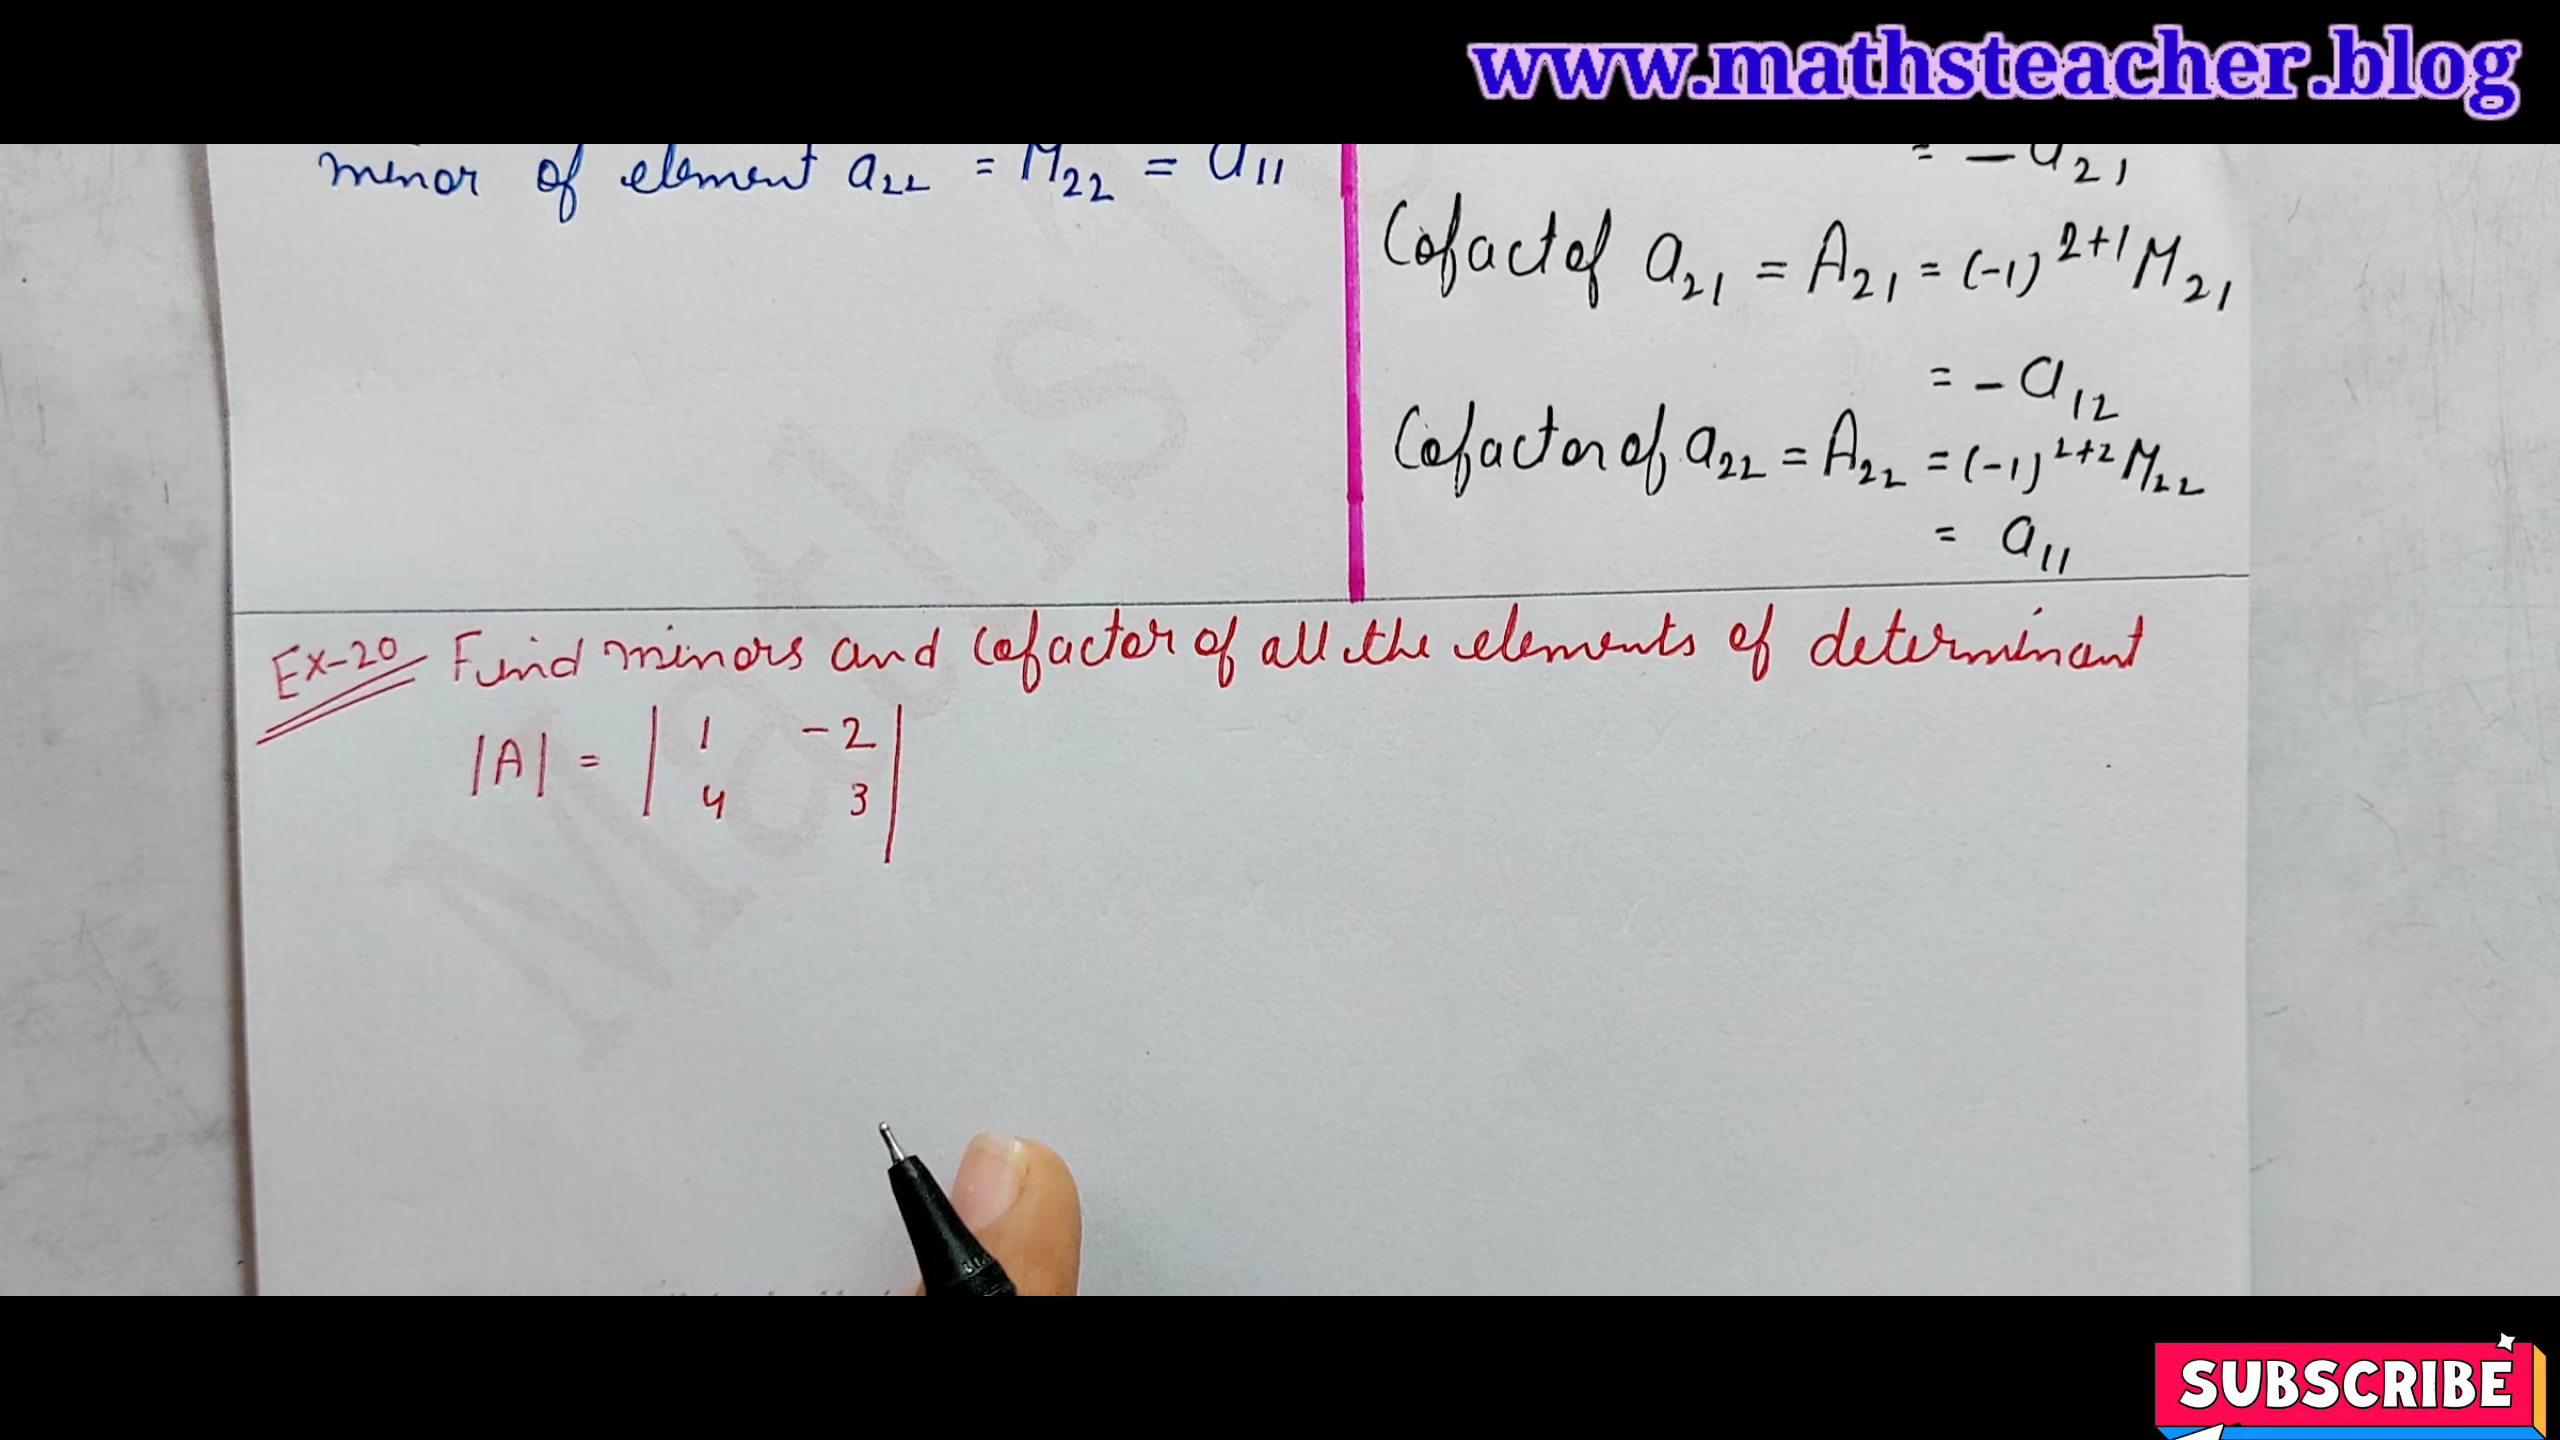 www.mathsteacher.blog
minor of element a₂₂ = M₂₂ = a₁₁
= -a₂₁
Cofact of a₂₁ = A₂₁ = (-1)²⁺¹ M₂₁
= -a₁₂
Cofactor of a₂₂ = A₂₂ = (-1)²⁺² M₂₂
= a₁₁
Ex-20 Find minors and Cofactor of all the elements of determinant
|A| = | 1 -2 |
| 4 3 |
Maths T
SUBSCRIBE